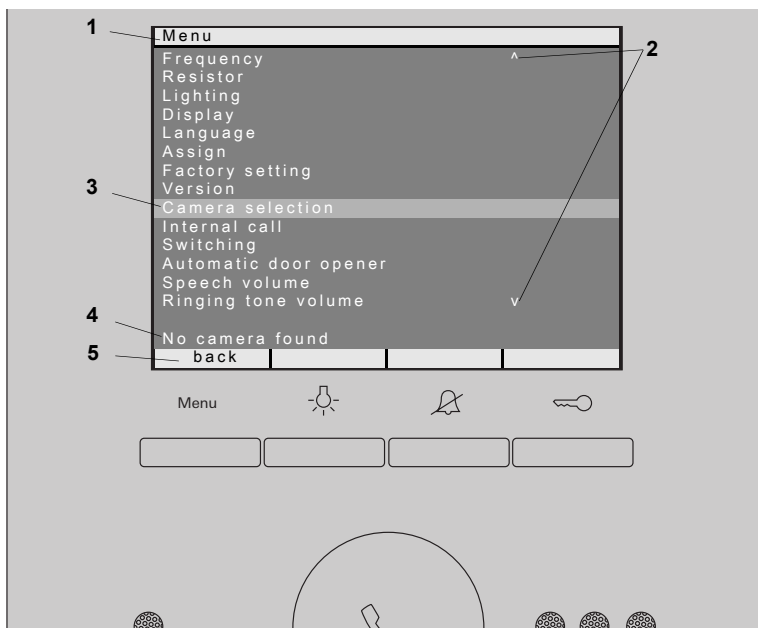 1
Menu
2
Frequency ^
Resistor
Lighting
Display
Language
Assign
Factory setting
3
Version
Camera selection
Internal call
Switching
Automatic door opener
Speech volume
Ringing tone volume v
4
No camera found
5
back
Menu